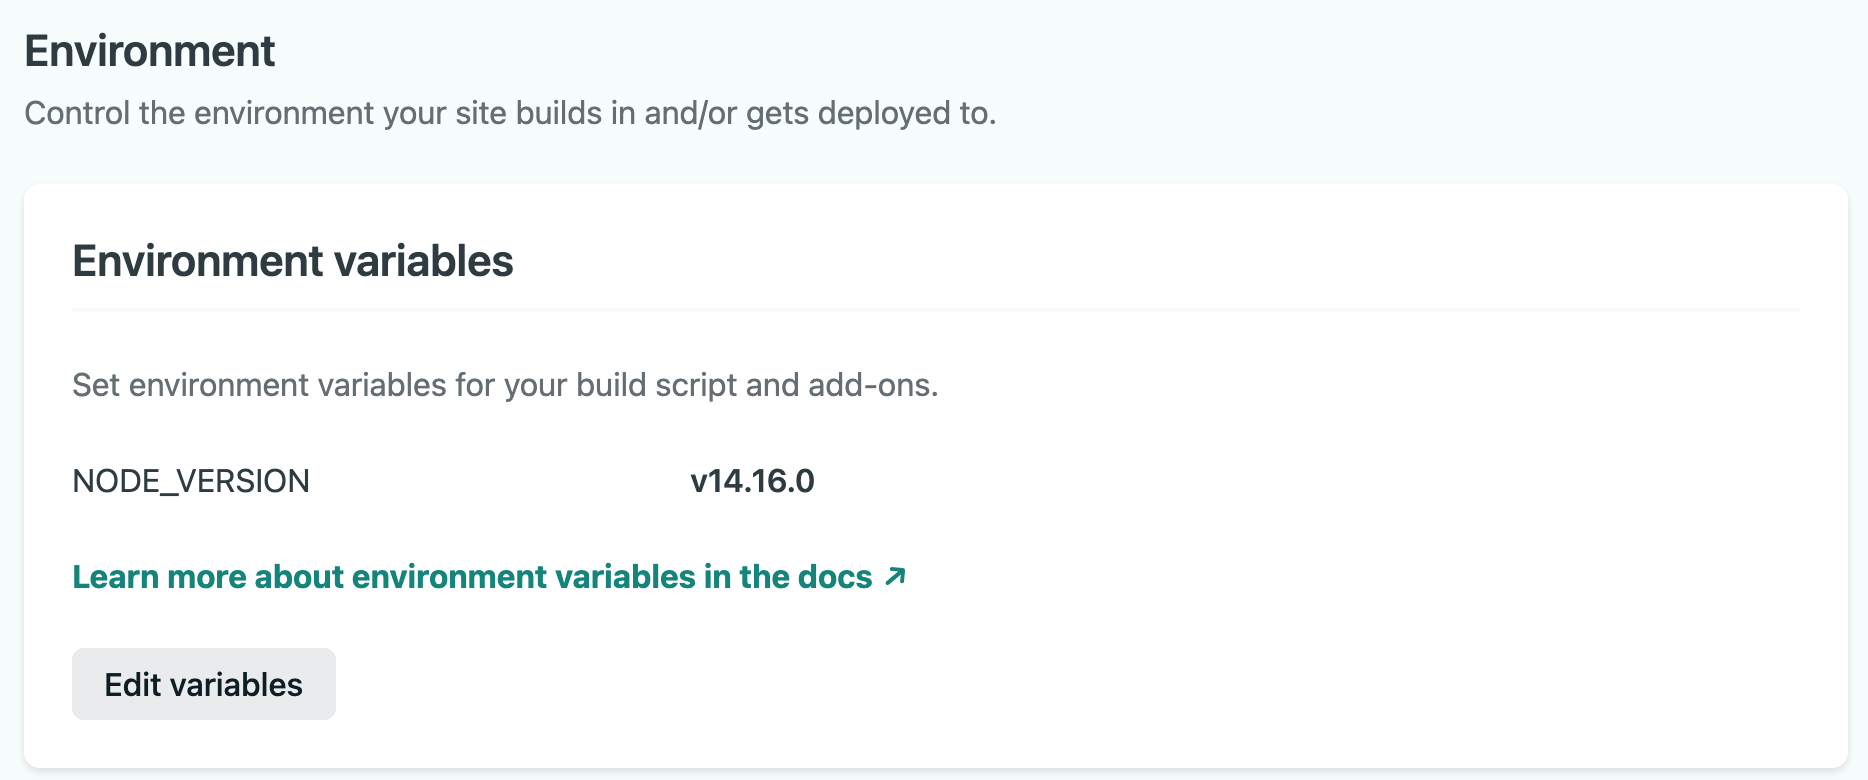 Environment
Control the environment your site builds in and/or gets deployed to.
Environment variables
Set environment variables for your build script and add-ons.
NODE_VERSION v14.16.0
Learn more about environment variables in the docs ↗
Edit variables